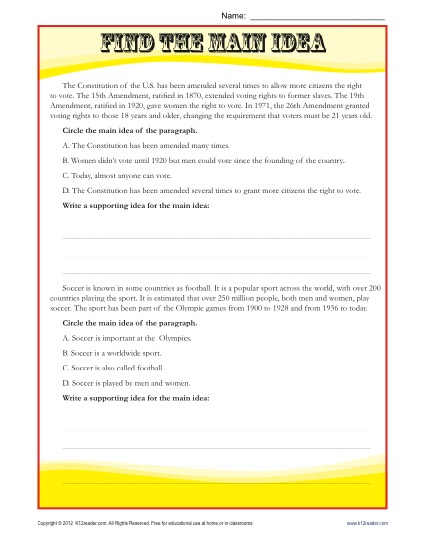 Name: ______________________________
FIND THE MAIN IDEA
The Constitution of the U.S. has been amended several times to allow more citizens the right
to vote. The 15th Amendment, ratified in 1870, extended voting rights to former slaves. The 19th
Amendment, ratified in 1920, gave women the right to vote. In 1971, the 26th Amendment granted
voting rights to those 18 years and older, changing the requirement that voters must be 21 years old.
Circle the main idea of the paragraph.
A. The Constitution has been amended many times.
B. Women didn't vote until 1920 but men could vote since the founding of the country..
C. Today, almost anyone can vote.
D. The Constitution has been amended several times to grant more citizens the right to vote.
Write a supporting idea for the main idea:
Soccer is known in some countries as football. It is a popular sport across the world, with over 200
countries playing the sport. It is estimated that over 250 million people, both men and women, play
soccer. The sport has been part of the Olympic games from 1900 to 1928 and from 1936 to today.
Circle the main idea of the paragraph.
A. Soccer is important at the Olympics.
B. Soccer is a worldwide sport.
C. Soccer is also called football.
D. Soccer is played by men and women.
Write a supporting idea for the main idea:
Copyright © 2012 K12reader.com. All Rights Reserved. Free for educational use at home or in classrooms. www.k12reader.com